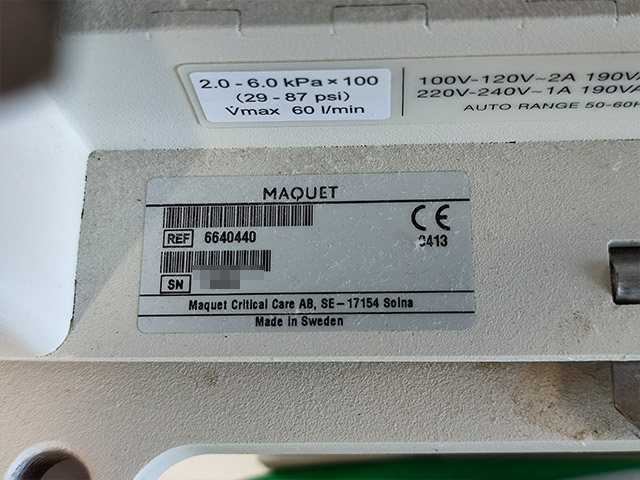 2.0 - 6.0 kPa × 100
(29 - 87 psi)
V̇max 60 l/min
100V-120V~2A 190VA
220V-240V~1A 190VA
AUTO RANGE 50-60H
MAQUET
REF 6640440
CE
0413
SN
Maquet Critical Care AB, SE-17154 Solna
Made in Sweden